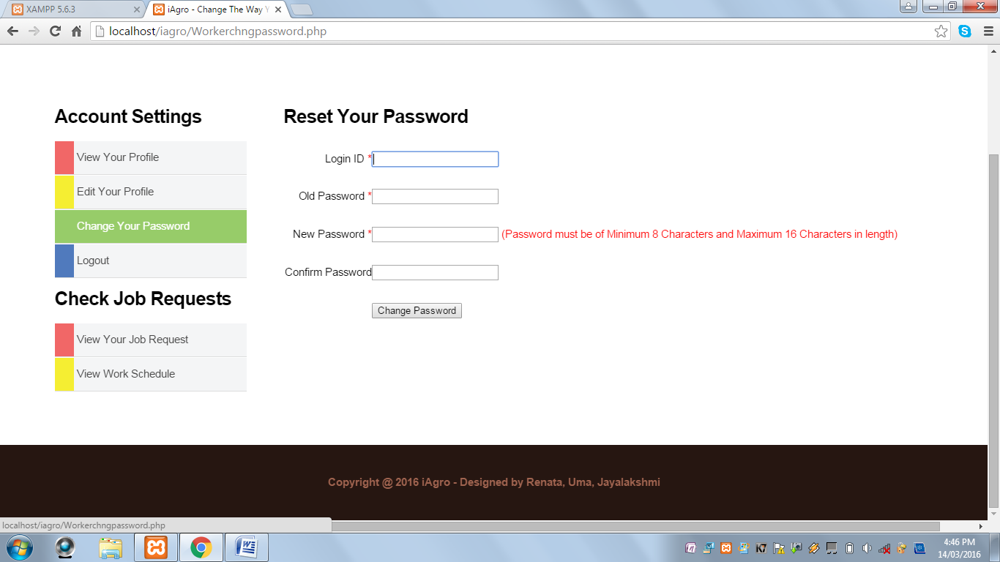 XAMPP 5.6.3
iAgro - Change The Way Y
localhost/iagro/Workerchngpassword.php
Account Settings
View Your Profile
Edit Your Profile
Change Your Password
Logout
Check Job Requests
View Your Job Request
View Work Schedule
Reset Your Password
Login ID *
Old Password *
New Password * (Password must be of Minimum 8 Characters and Maximum 16 Characters in length)
Confirm Password
Change Password
Copyright @ 2016 iAgro - Designed by Renata, Uma, Jayalakshmi
localhost/iagro/Workerchngpassword.php
4:46 PM
14/03/2016